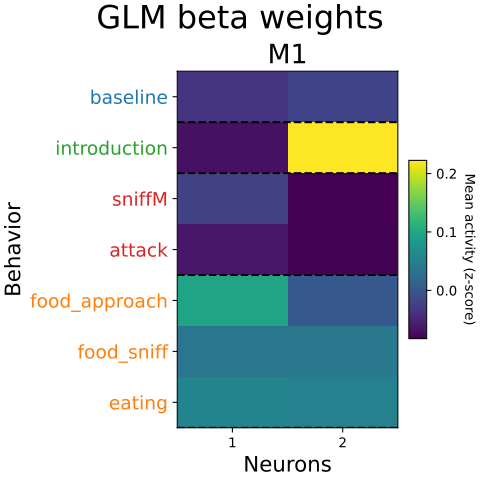 GLM beta weights
M1
baseline
introduction
sniffM
attack
food_approach
food_sniff
eating
Behavior
1 2
Neurons
0.2
0.1
0.0
Mean activity (z-score)